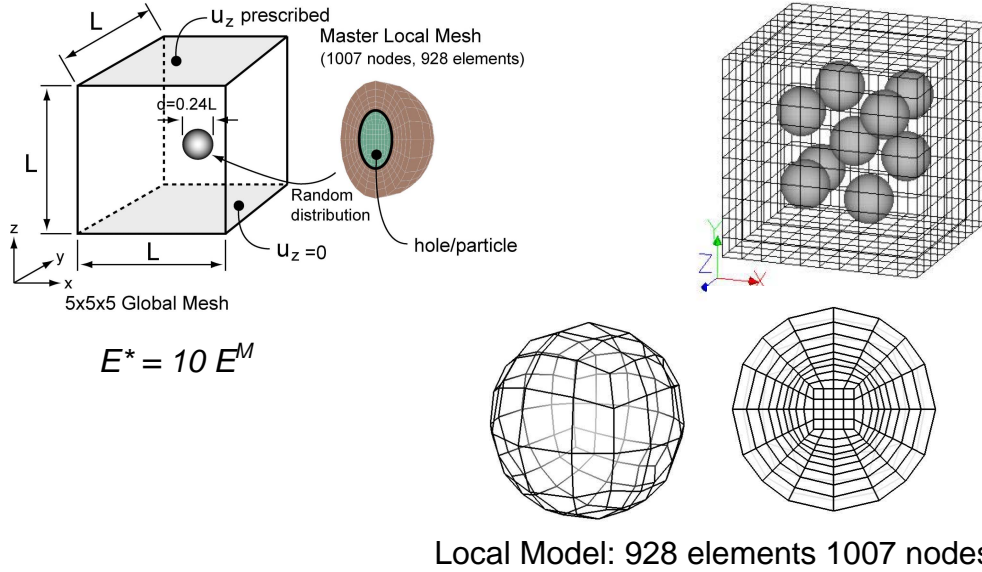 L
u_z prescribed
Master Local Mesh
(1007 nodes, 928 elements)
d=0.24L
L
Random
distribution
hole/particle
u_z=0
L
z
y
x
5x5x5 Global Mesh
E* = 10 E^M
Y
Z
X
Local Model: 928 elements 1007 nodes